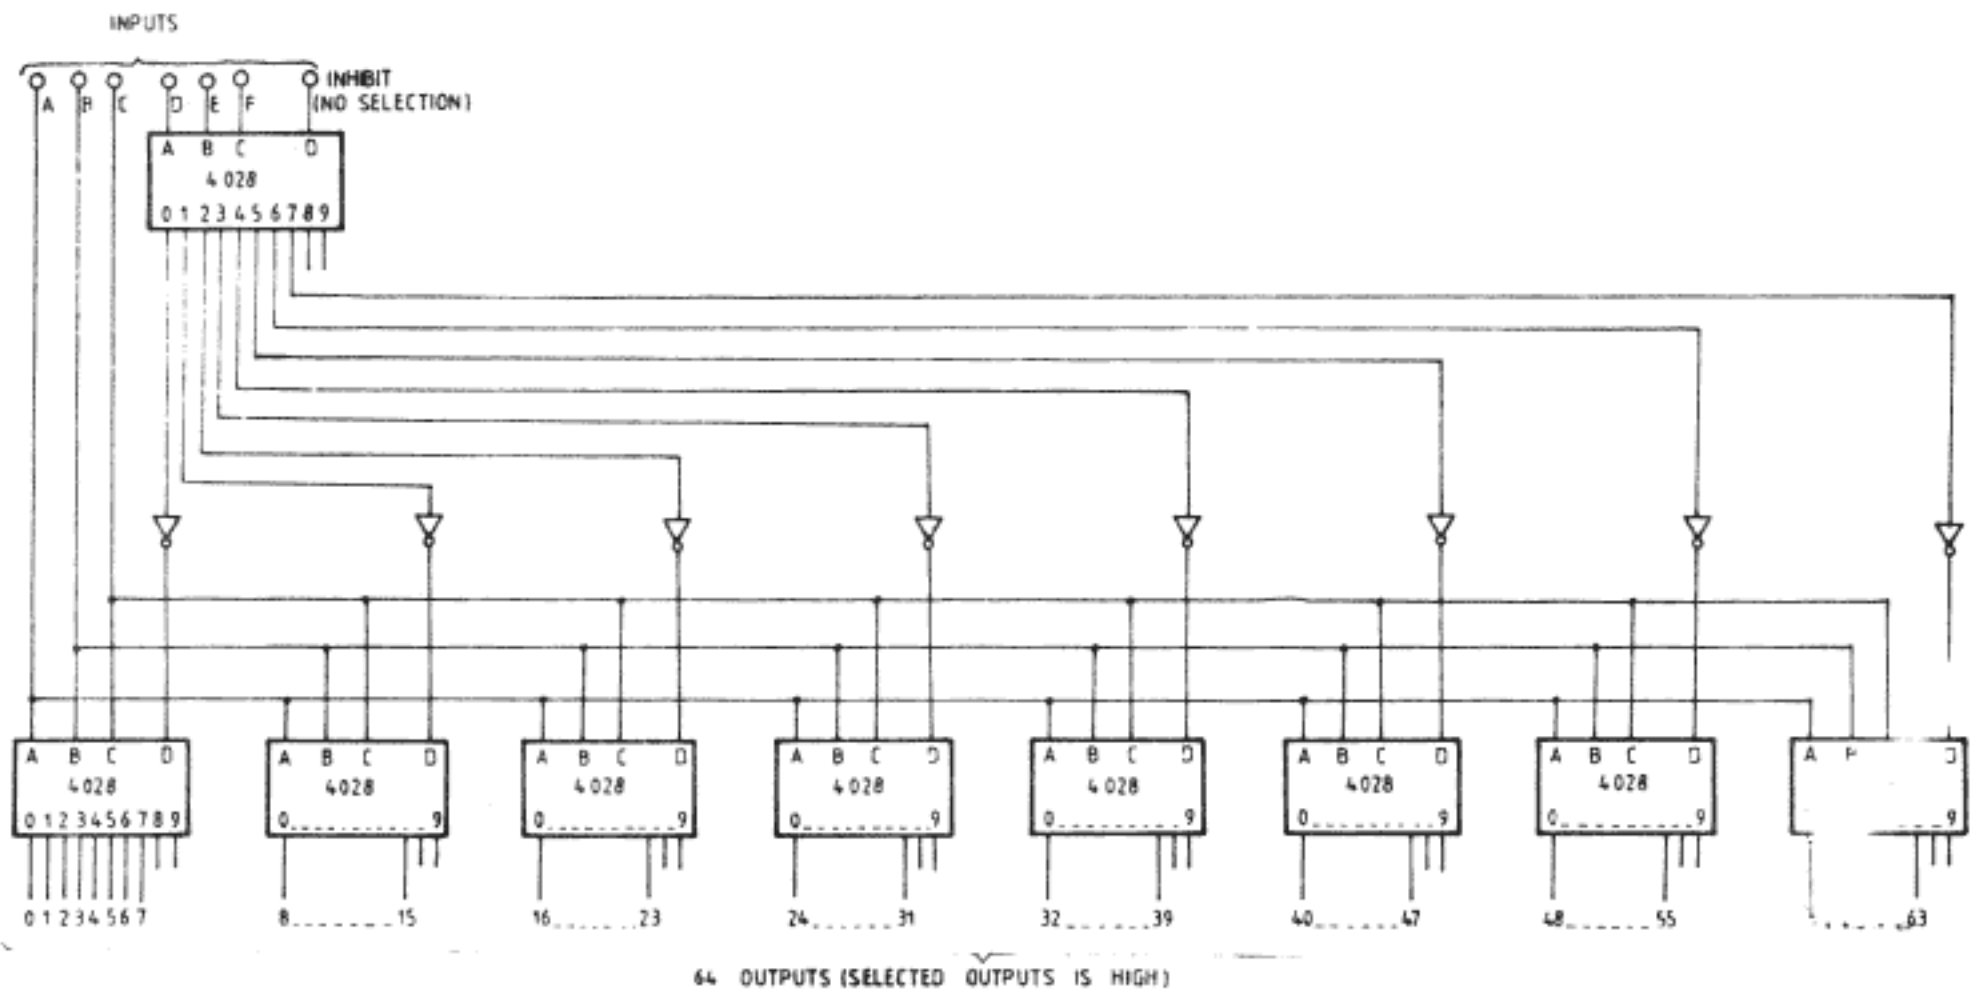 INPUTS
INHIBIT
A B C D E F (NO SELECTION)
A B C D
4028
0 1 2 3 4 5 6 7 8 9
A B C D A B C D A B C D A B C D A B C D A B C D A B C D A
4028 4028 4028 4028 4028 4028 4028
0 1 2 3 4 5 6 7 8 9 0 9 0 9 0 9 0 9 0 9 0 9 9
0 1 2 3 4 5 6 7 8 15 16 23 24 31 32 39 40 47 48 55 63
64 OUTPUTS (SELECTED OUTPUTS IS HIGH)